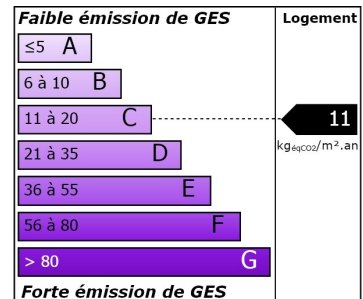 Faible émission de GES
Logement
≤5 A
6 à 10 B
11 à 20 C
11
kgéqCO2/m².an
21 à 35 D
36 à 55 E
56 à 80 F
> 80 G
Forte émission de GES